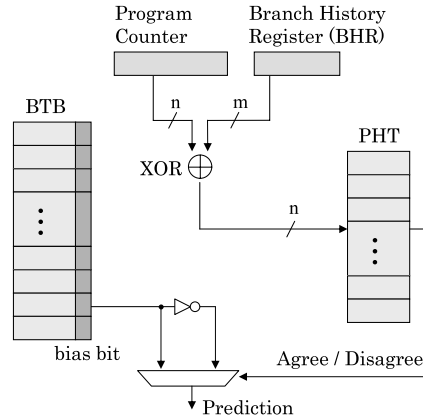 Program
Counter
Branch History
Register (BHR)
n
m
BTB
XOR
PHT
n
bias bit
Agree / Disagree
Prediction